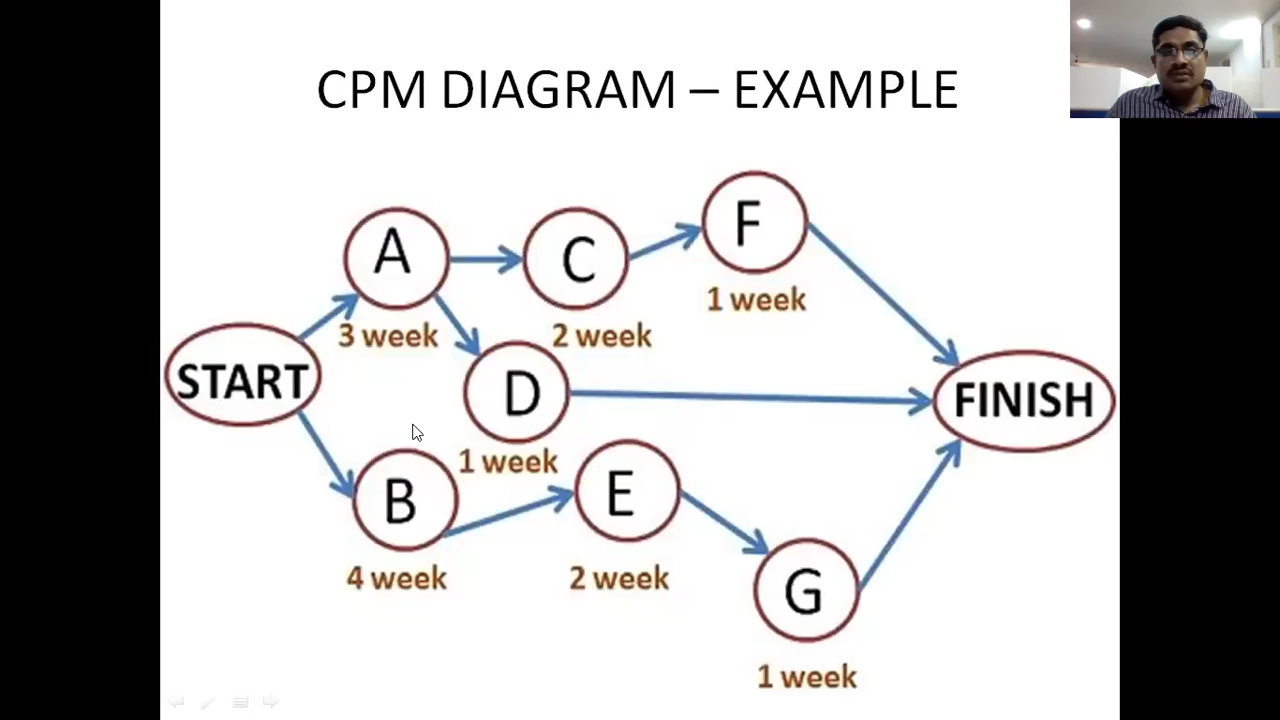 CPM DIAGRAM – EXAMPLE
F
A
C
1 week
3 week
2 week
START
D
FINISH
1 week
B
E
4 week
2 week
G
1 week